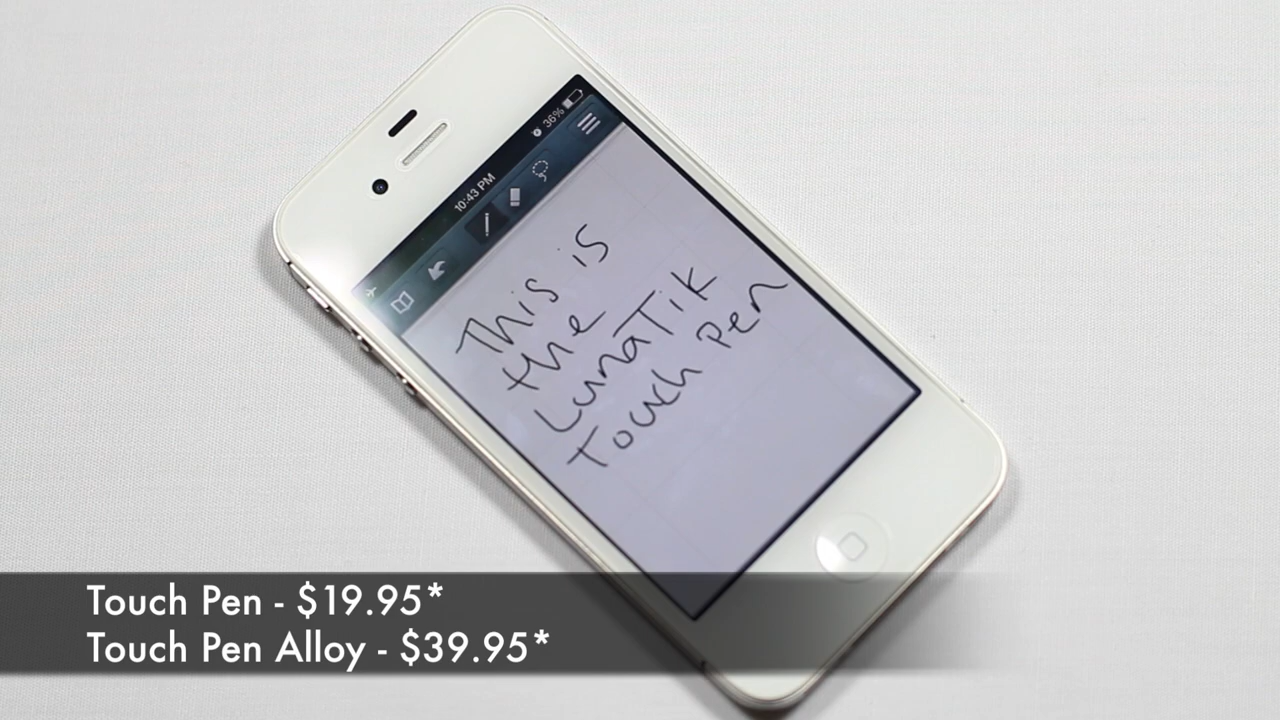 10:43 PM
36%
This is
the
LunaTik
Touch Pen
Touch Pen - $19.95*
Touch Pen Alloy - $39.95*